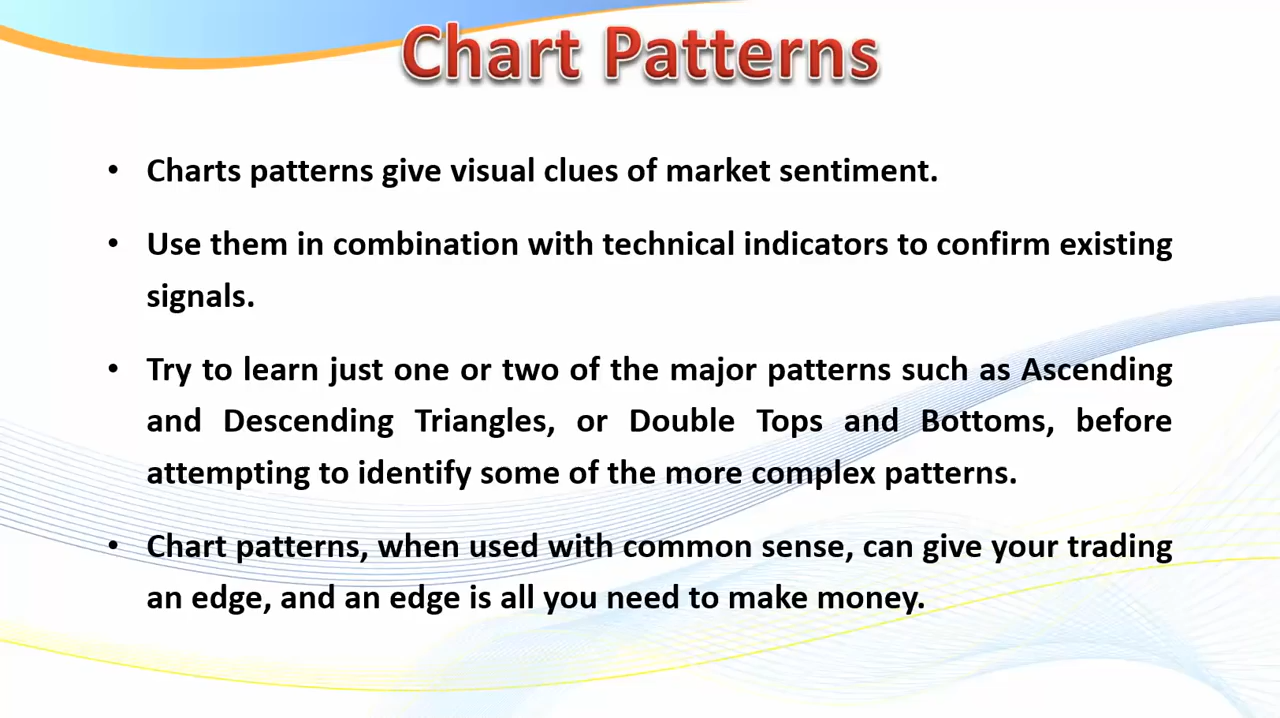 Chart Patterns
• Charts patterns give visual clues of market sentiment.
• Use them in combination with technical indicators to confirm existing
signals.
• Try to learn just one or two of the major patterns such as Ascending
and Descending Triangles, or Double Tops and Bottoms, before
attempting to identify some of the more complex patterns.
• Chart patterns, when used with common sense, can give your trading
an edge, and an edge is all you need to make money.